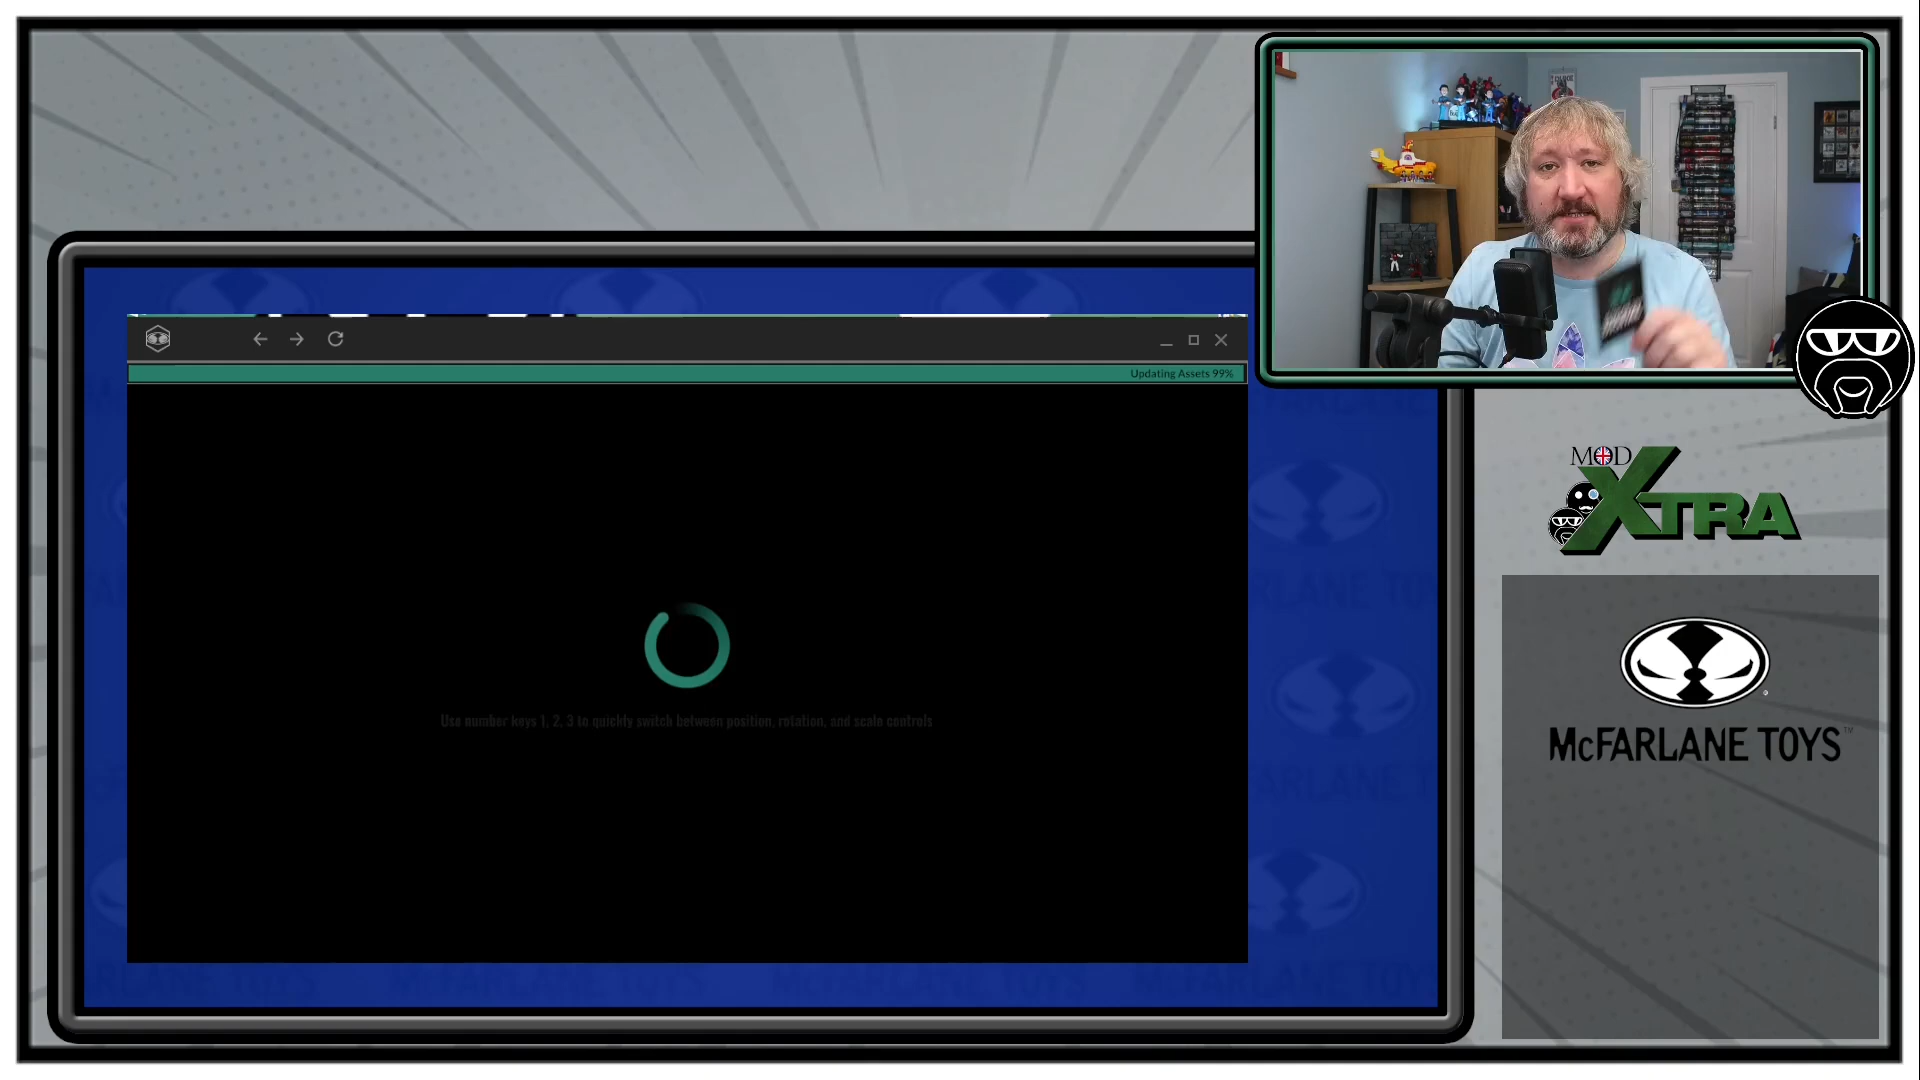 Updating Assets 99%
Use number keys 1, 2, 3 to quickly switch between position, rotation, and scale controls
MOD
XTRA
McFARLANE TOYS™